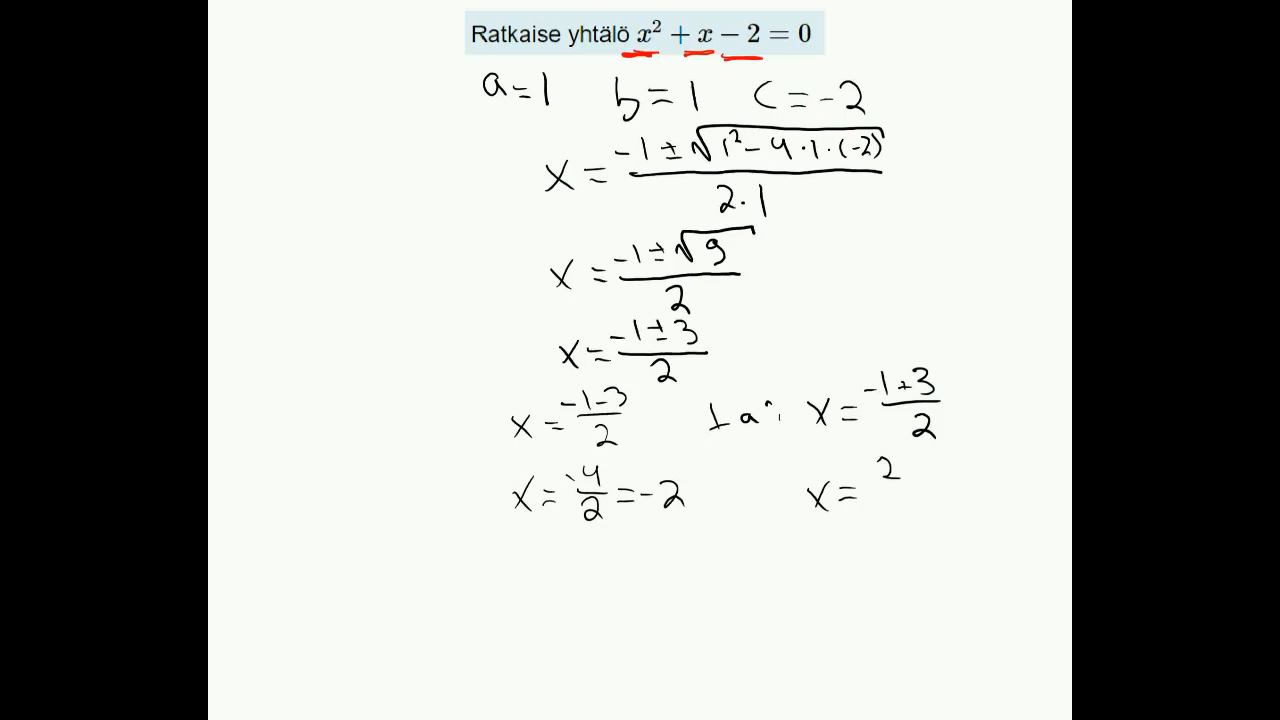 Ratkaise yhtälö x² + x − 2 = 0
a=1 b=1 c=-2
x = (-1 ± √(1²-4·1·(-2)))/(2·1)
x = (-1 ± √9)/2
x = (-1 ± 3)/2
x = (-1-3)/2 tai x = (-1+3)/2
x = -4/2 = -2 x = 2